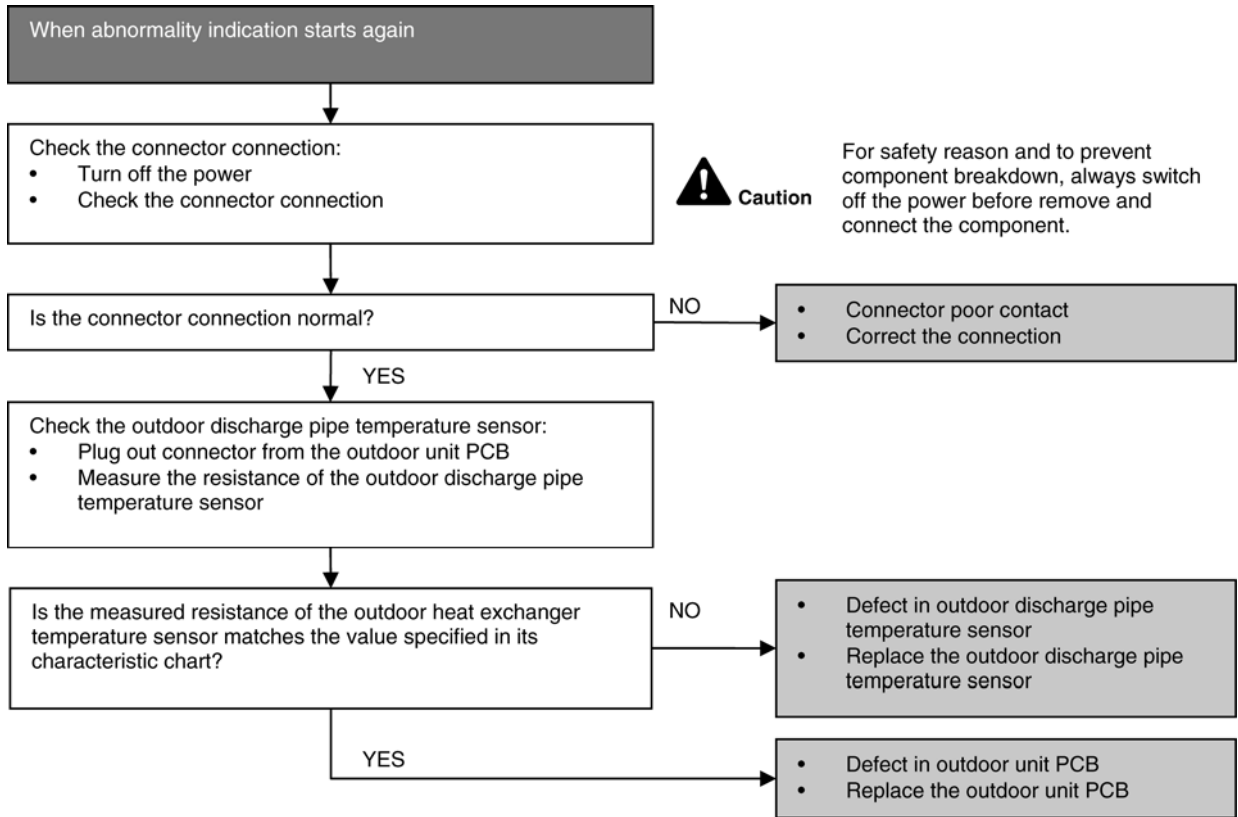 When abnormality indication starts again
Check the connector connection:
• Turn off the power
• Check the connector connection
Caution
For safety reason and to prevent
component breakdown, always switch
off the power before remove and
connect the component.
Is the connector connection normal?
NO
• Connector poor contact
• Correct the connection
YES
Check the outdoor discharge pipe temperature sensor:
• Plug out connector from the outdoor unit PCB
• Measure the resistance of the outdoor discharge pipe
temperature sensor
Is the measured resistance of the outdoor heat exchanger
temperature sensor matches the value specified in its
characteristic chart?
NO
• Defect in outdoor discharge pipe
temperature sensor
• Replace the outdoor discharge pipe
temperature sensor
YES
• Defect in outdoor unit PCB
• Replace the outdoor unit PCB